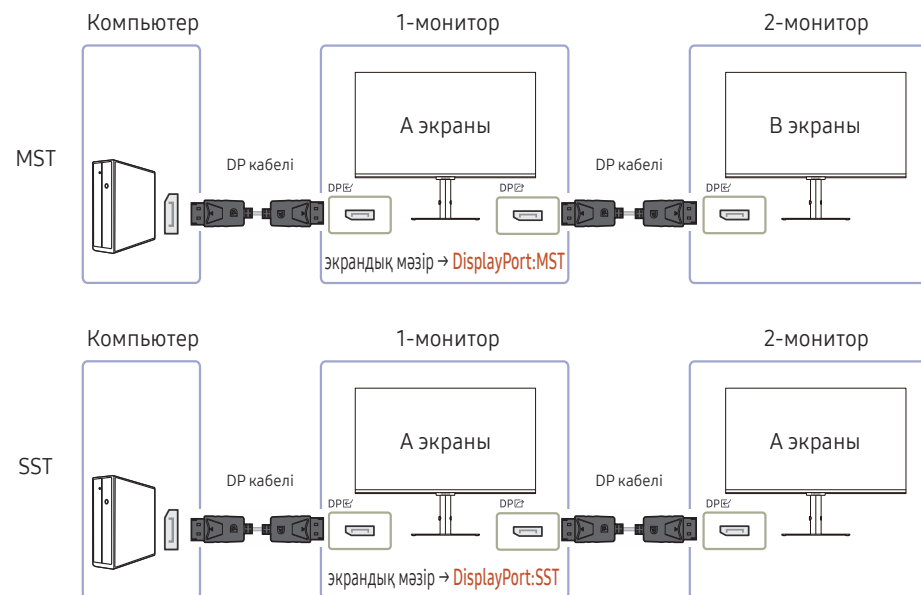 Компьютер
1-монитор
2-монитор
MST
А экраны
В экраны
DP кабелі
DP кабелі
DP
DP
DP
экрандық мәзір → DisplayPort:MST
Компьютер
1-монитор
2-монитор
SST
А экраны
А экраны
DP кабелі
DP кабелі
DP
DP
DP
экрандық мәзір → DisplayPort:SST